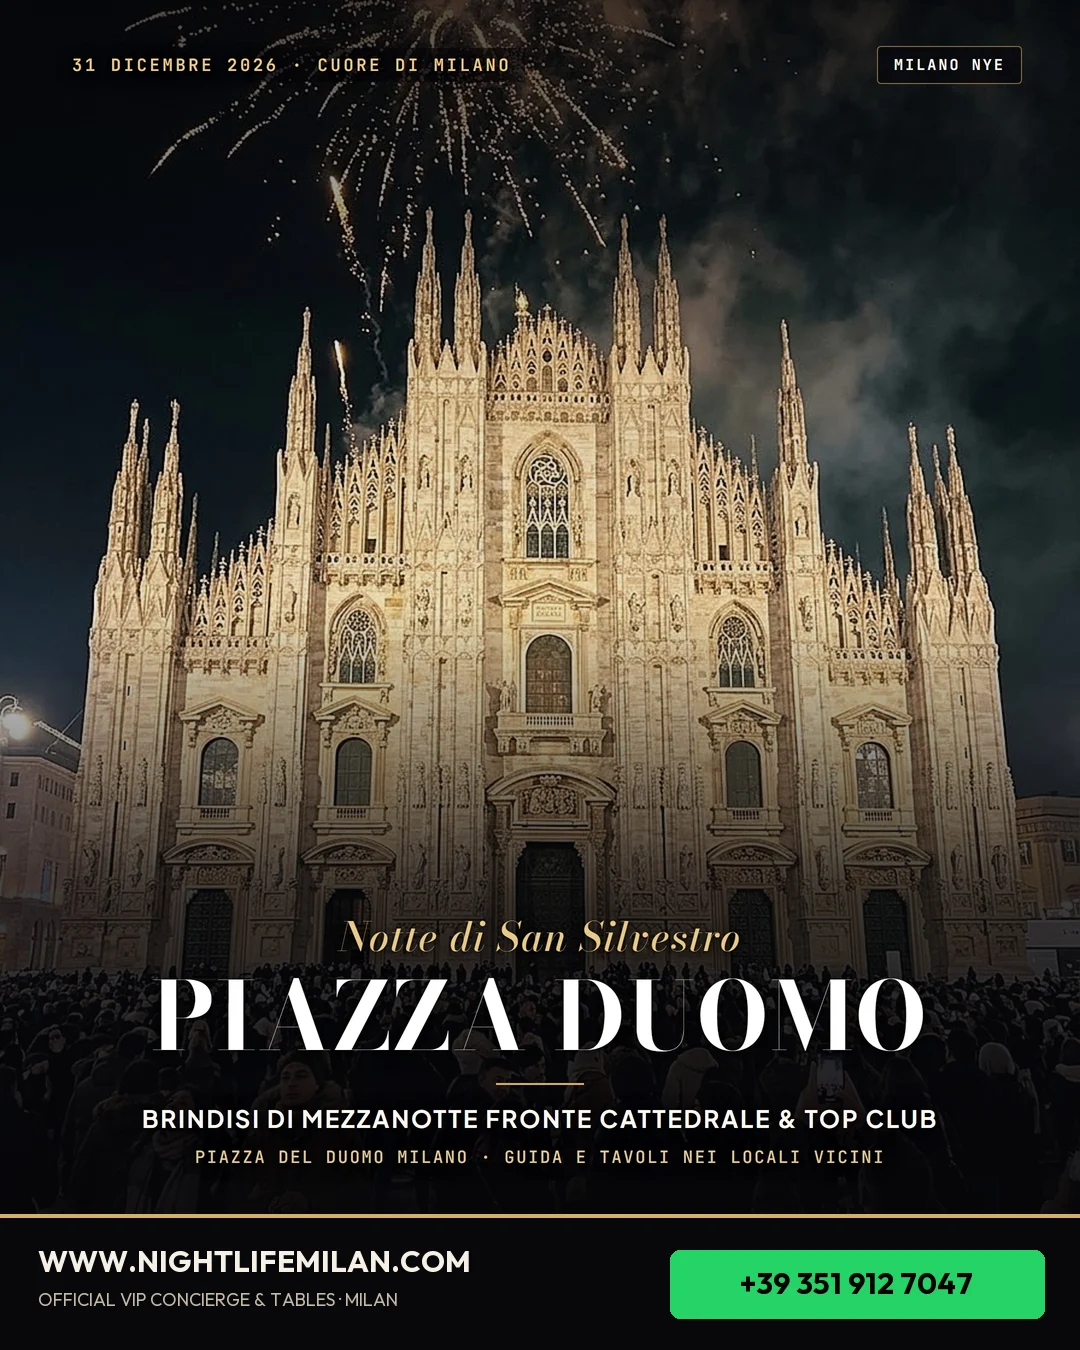 31 DICEMBRE 2026 · CUORE DI MILANO
MILANO NYE
Notte di San Silvestro
PIAZZA DUOMO
BRINDISI DI MEZZANOTTE FRONTE CATTEDRALE & TOP CLUB
PIAZZA DEL DUOMO MILANO · GUIDA E TAVOLI NEI LOCALI VICINI
WWW.NIGHTLIFEMILAN.COM
+39 351 912 7047
OFFICIAL VIP CONCIERGE & TABLES · MILAN